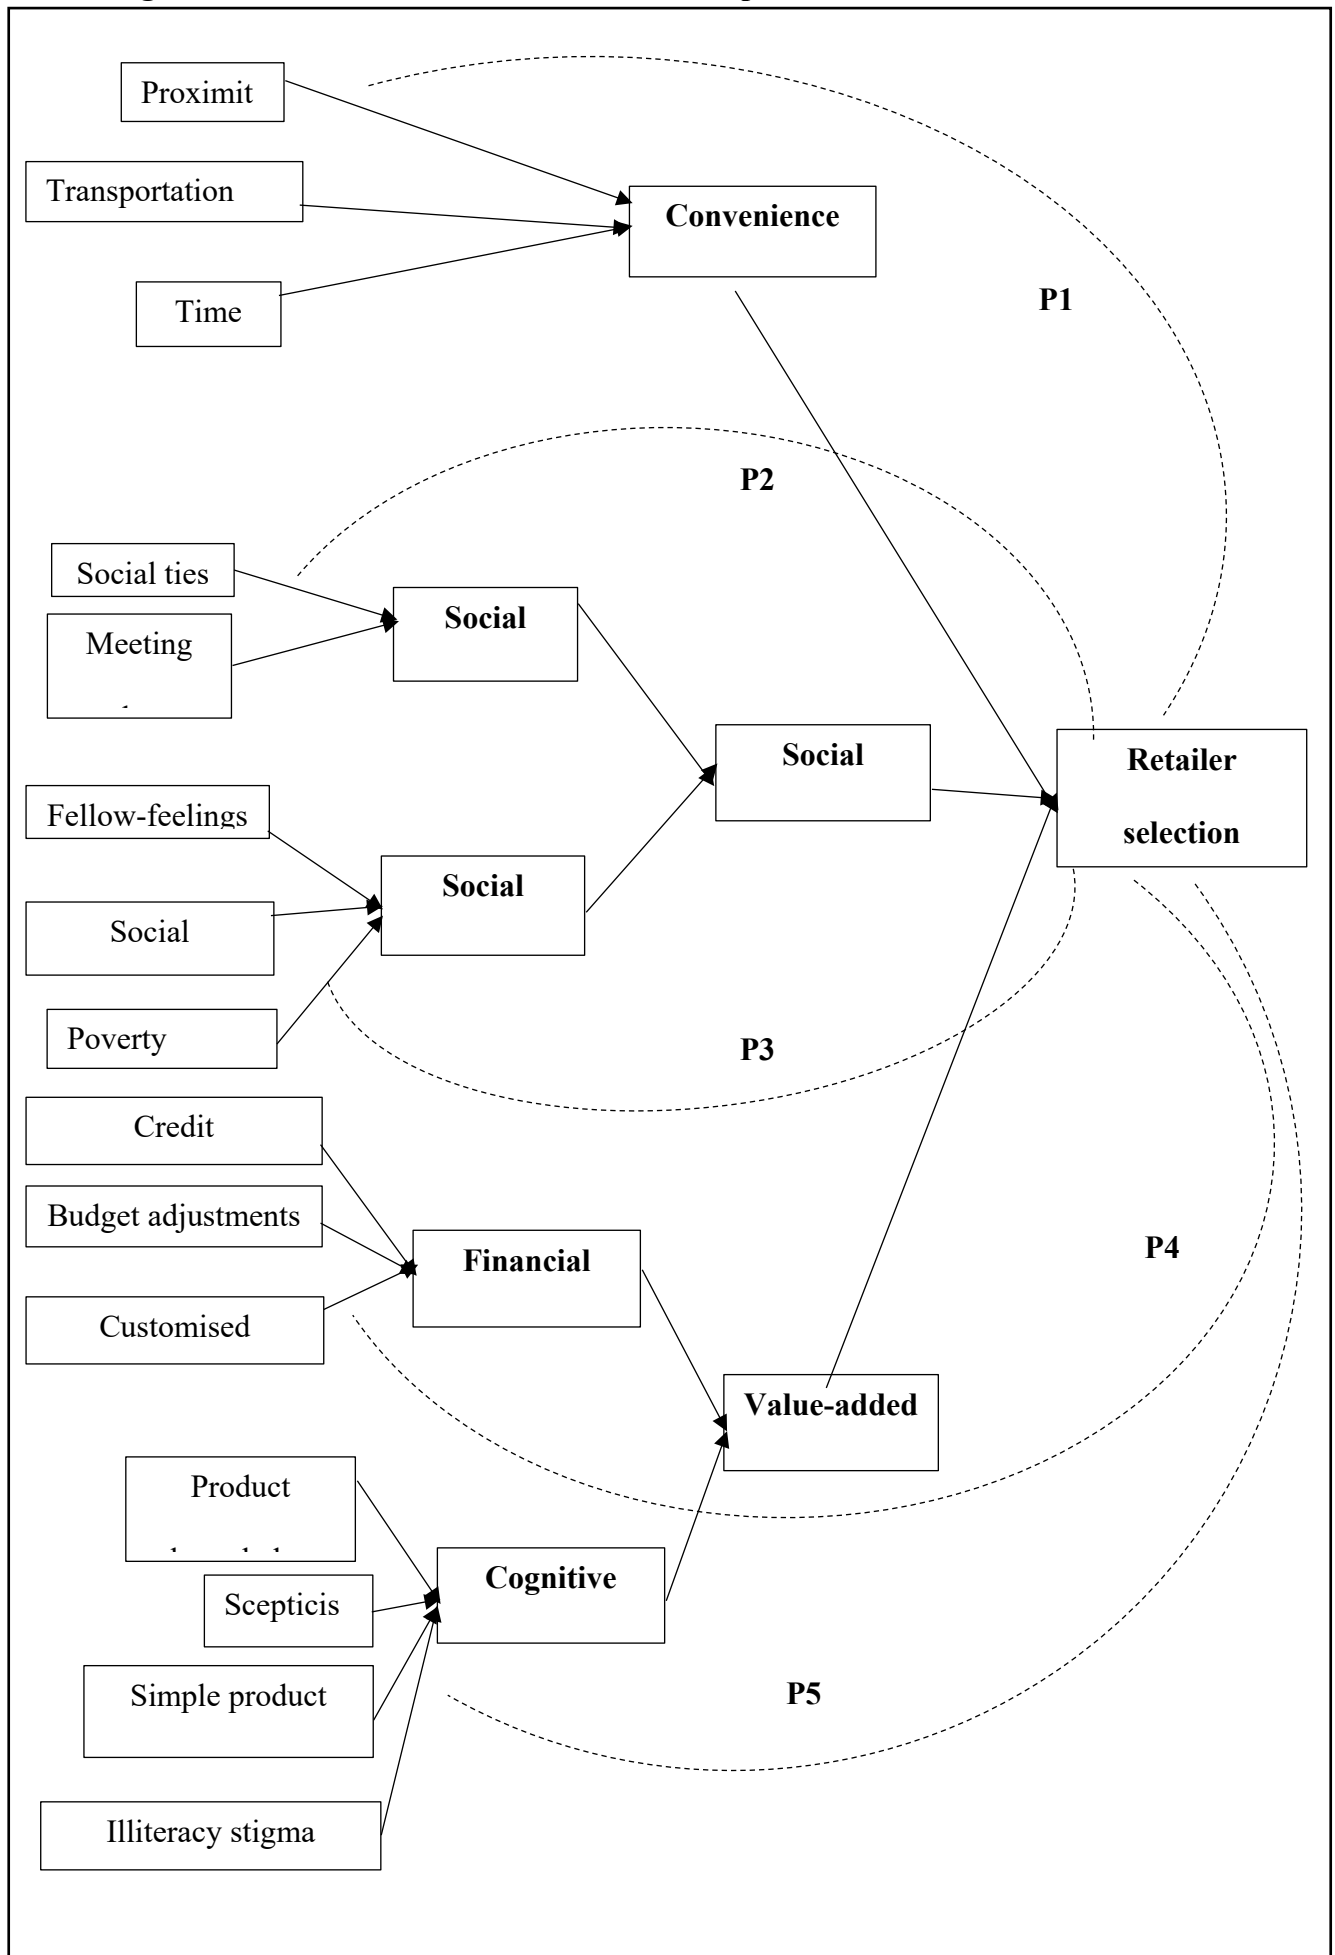 Proximit
Transportation
Convenience
Time
P1
P2
Social ties
Meeting
Social
Social
Retailer
selection
Fellow-feelings
Social
Social
Poverty
P3
Credit
Budget adjustments
Financial
P4
Customised
Value-added
Product
Cognitive
Scepticis
Simple product
P5
Illiteracy stigma